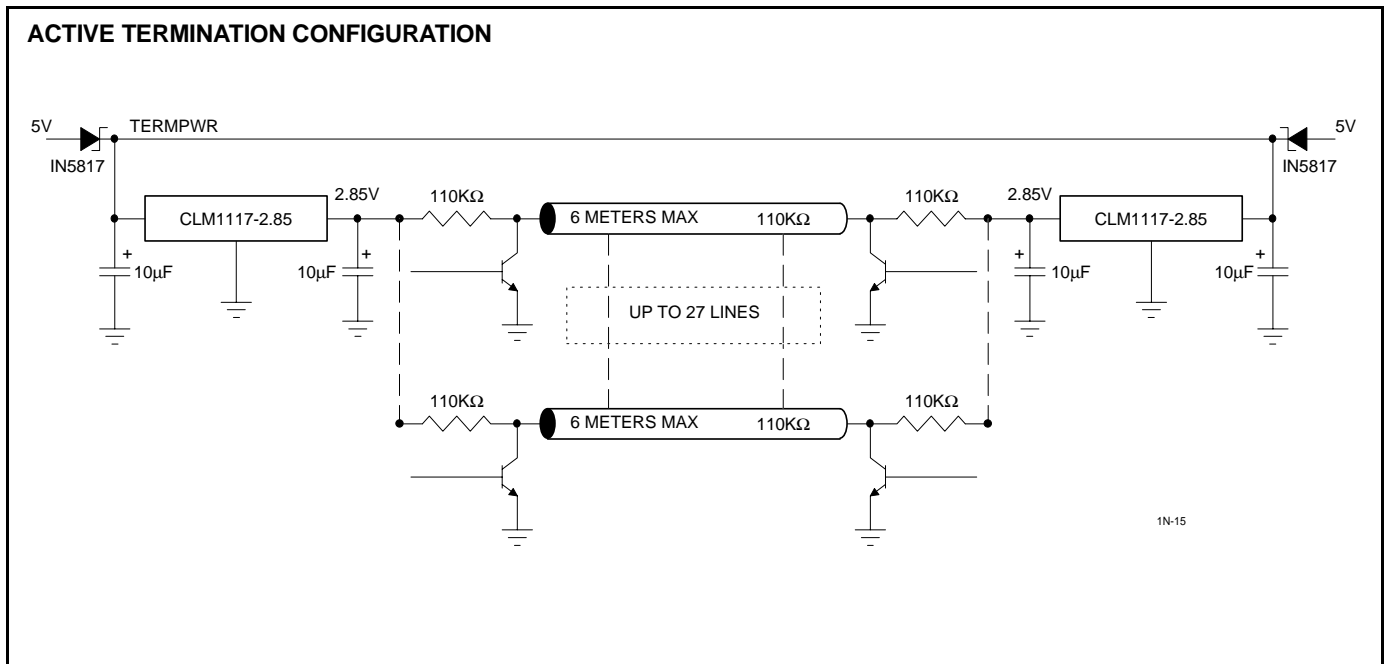 ACTIVE TERMINATION CONFIGURATION
5V
TERMPWR
5V
IN5817
IN5817
2.85V
110KΩ
110KΩ
2.85V
CLM1117-2.85
6 METERS MAX
110KΩ
CLM1117-2.85
+
10μF
+
10μF
+
10μF
+
10μF
UP TO 27 LINES
110KΩ
110KΩ
6 METERS MAX
110KΩ
1N-15